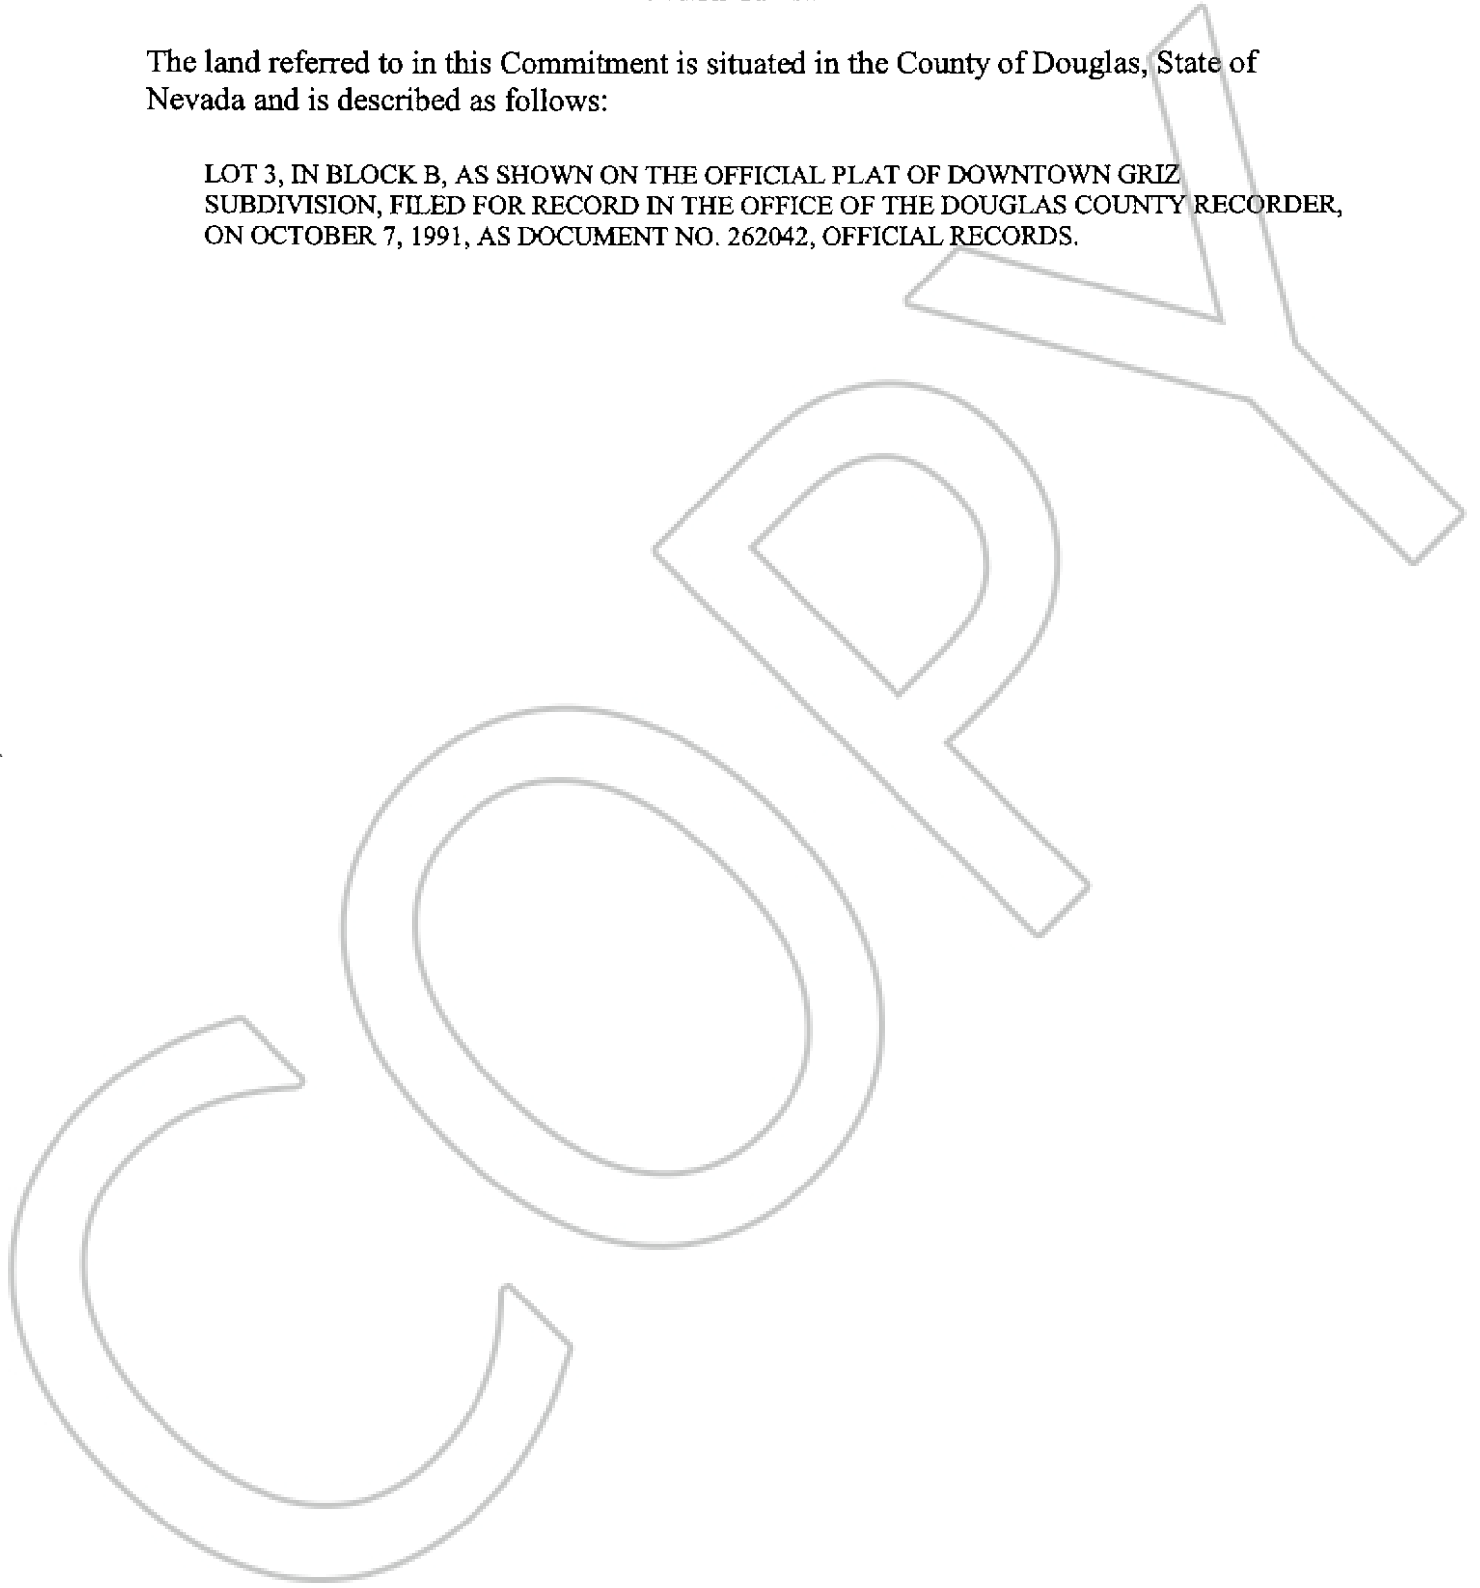 The land referred to in this Commitment is situated in the County of Douglas, State of
Nevada and is described as follows:
LOT 3, IN BLOCK B, AS SHOWN ON THE OFFICIAL PLAT OF DOWNTOWN GRIZ
SUBDIVISION, FILED FOR RECORD IN THE OFFICE OF THE DOUGLAS COUNTY RECORDER,
ON OCTOBER 7, 1991, AS DOCUMENT NO. 262042, OFFICIAL RECORDS.
COPY